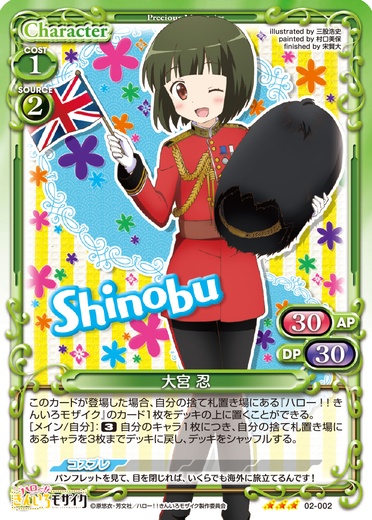 Precious Memories
Character
illustrated by 三股浩史
painted by 村口美保
finished by 宋賢大
COST
1
SOURCE
2
Shinobu
30 AP
DP 30
大宮 忍
このカードが登場した場合、自分の捨て札置き場にある『ハロー！！き
んいろモザイク』のカード1枚をデッキの上に置くことができる。
[メイン/自分]：3 自分のキャラ1枚につき、自分の捨て札置き場に
あるキャラを3枚までデッキに戻し、デッキをシャッフルする。
コスプレ
パンフレットを見て、目を閉じれば、いくらでも海外に旅立てるんです！
ハロー!!きんいろモザイク
02-002
©原悠衣・芳文社／ハロー！！きんいろモザイク製作委員会